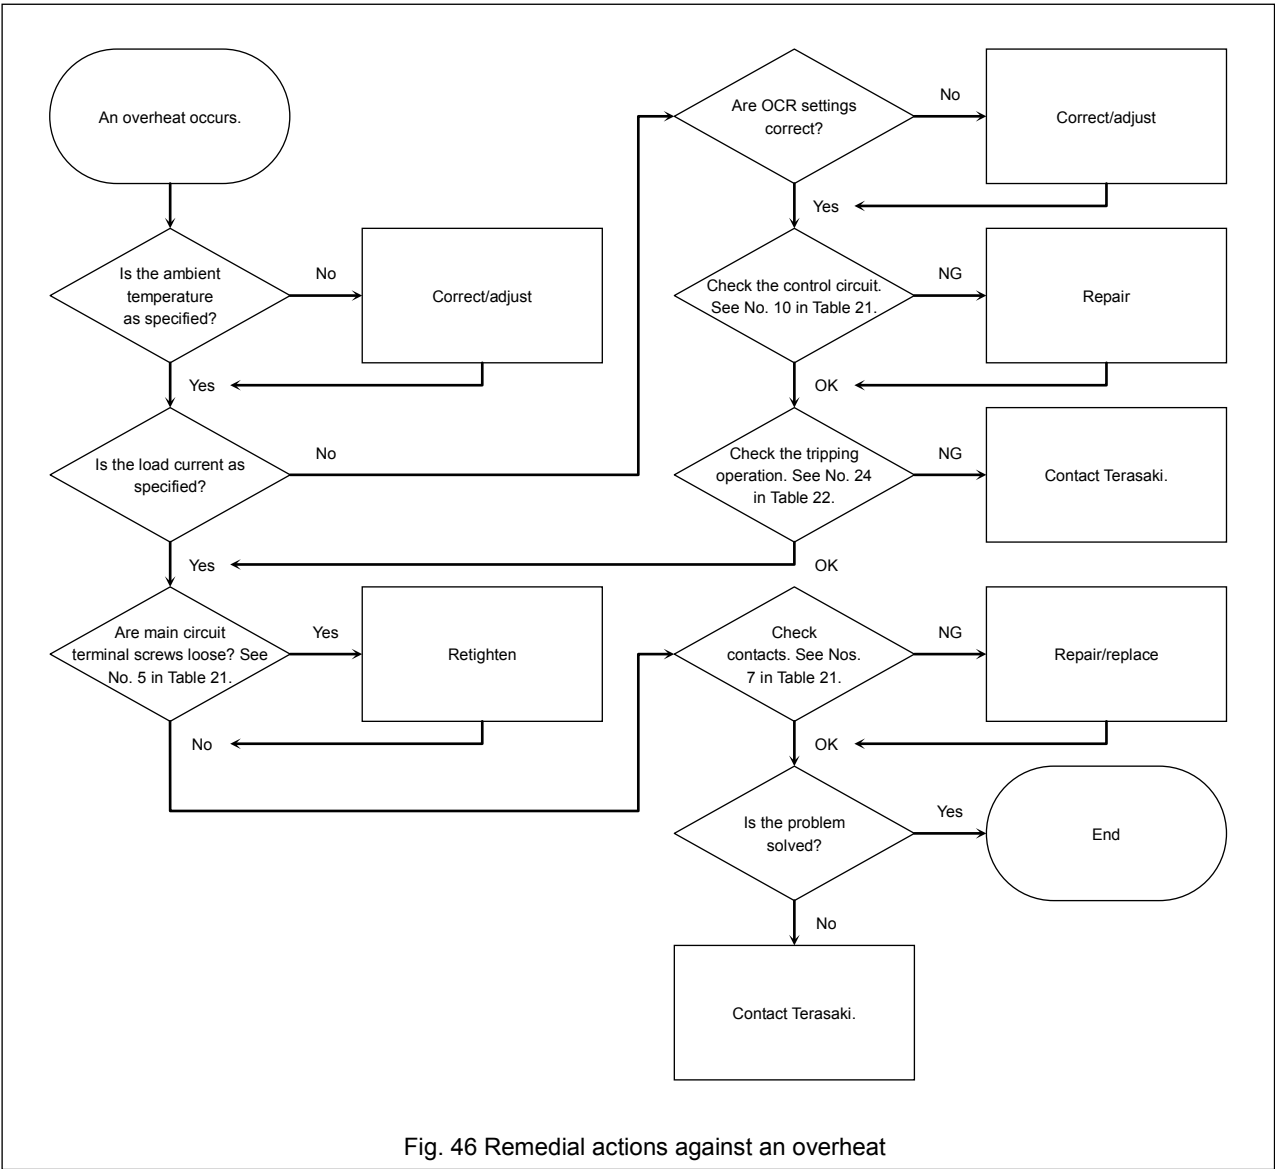 An overheat occurs.
Is the ambient
temperature
as specified?
No
Correct/adjust
Yes
Is the load current as
specified?
No
Yes
Are main circuit
terminal screws loose? See
No. 5 in Table 21.
Yes
Retighten
No
Are OCR settings
correct?
No
Correct/adjust
Yes
Check the control circuit.
See No. 10 in Table 21.
NG
Repair
OK
Check the tripping
operation. See No. 24
in Table 22.
NG
Contact Terasaki.
OK
Check
contacts. See Nos.
7 in Table 21.
NG
Repair/replace
OK
Is the problem
solved?
Yes
End
No
Contact Terasaki.
Fig. 46 Remedial actions against an overheat